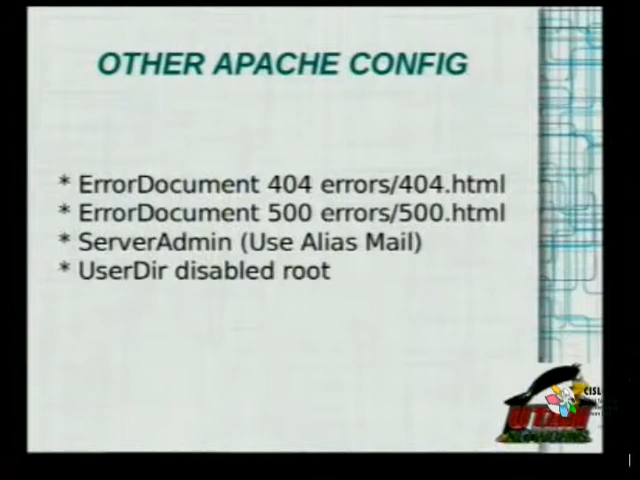 OTHER APACHE CONFIG
* ErrorDocument 404 errors/404.html
* ErrorDocument 500 errors/500.html
* ServerAdmin (Use Alias Mail)
* UserDir disabled root
CISL